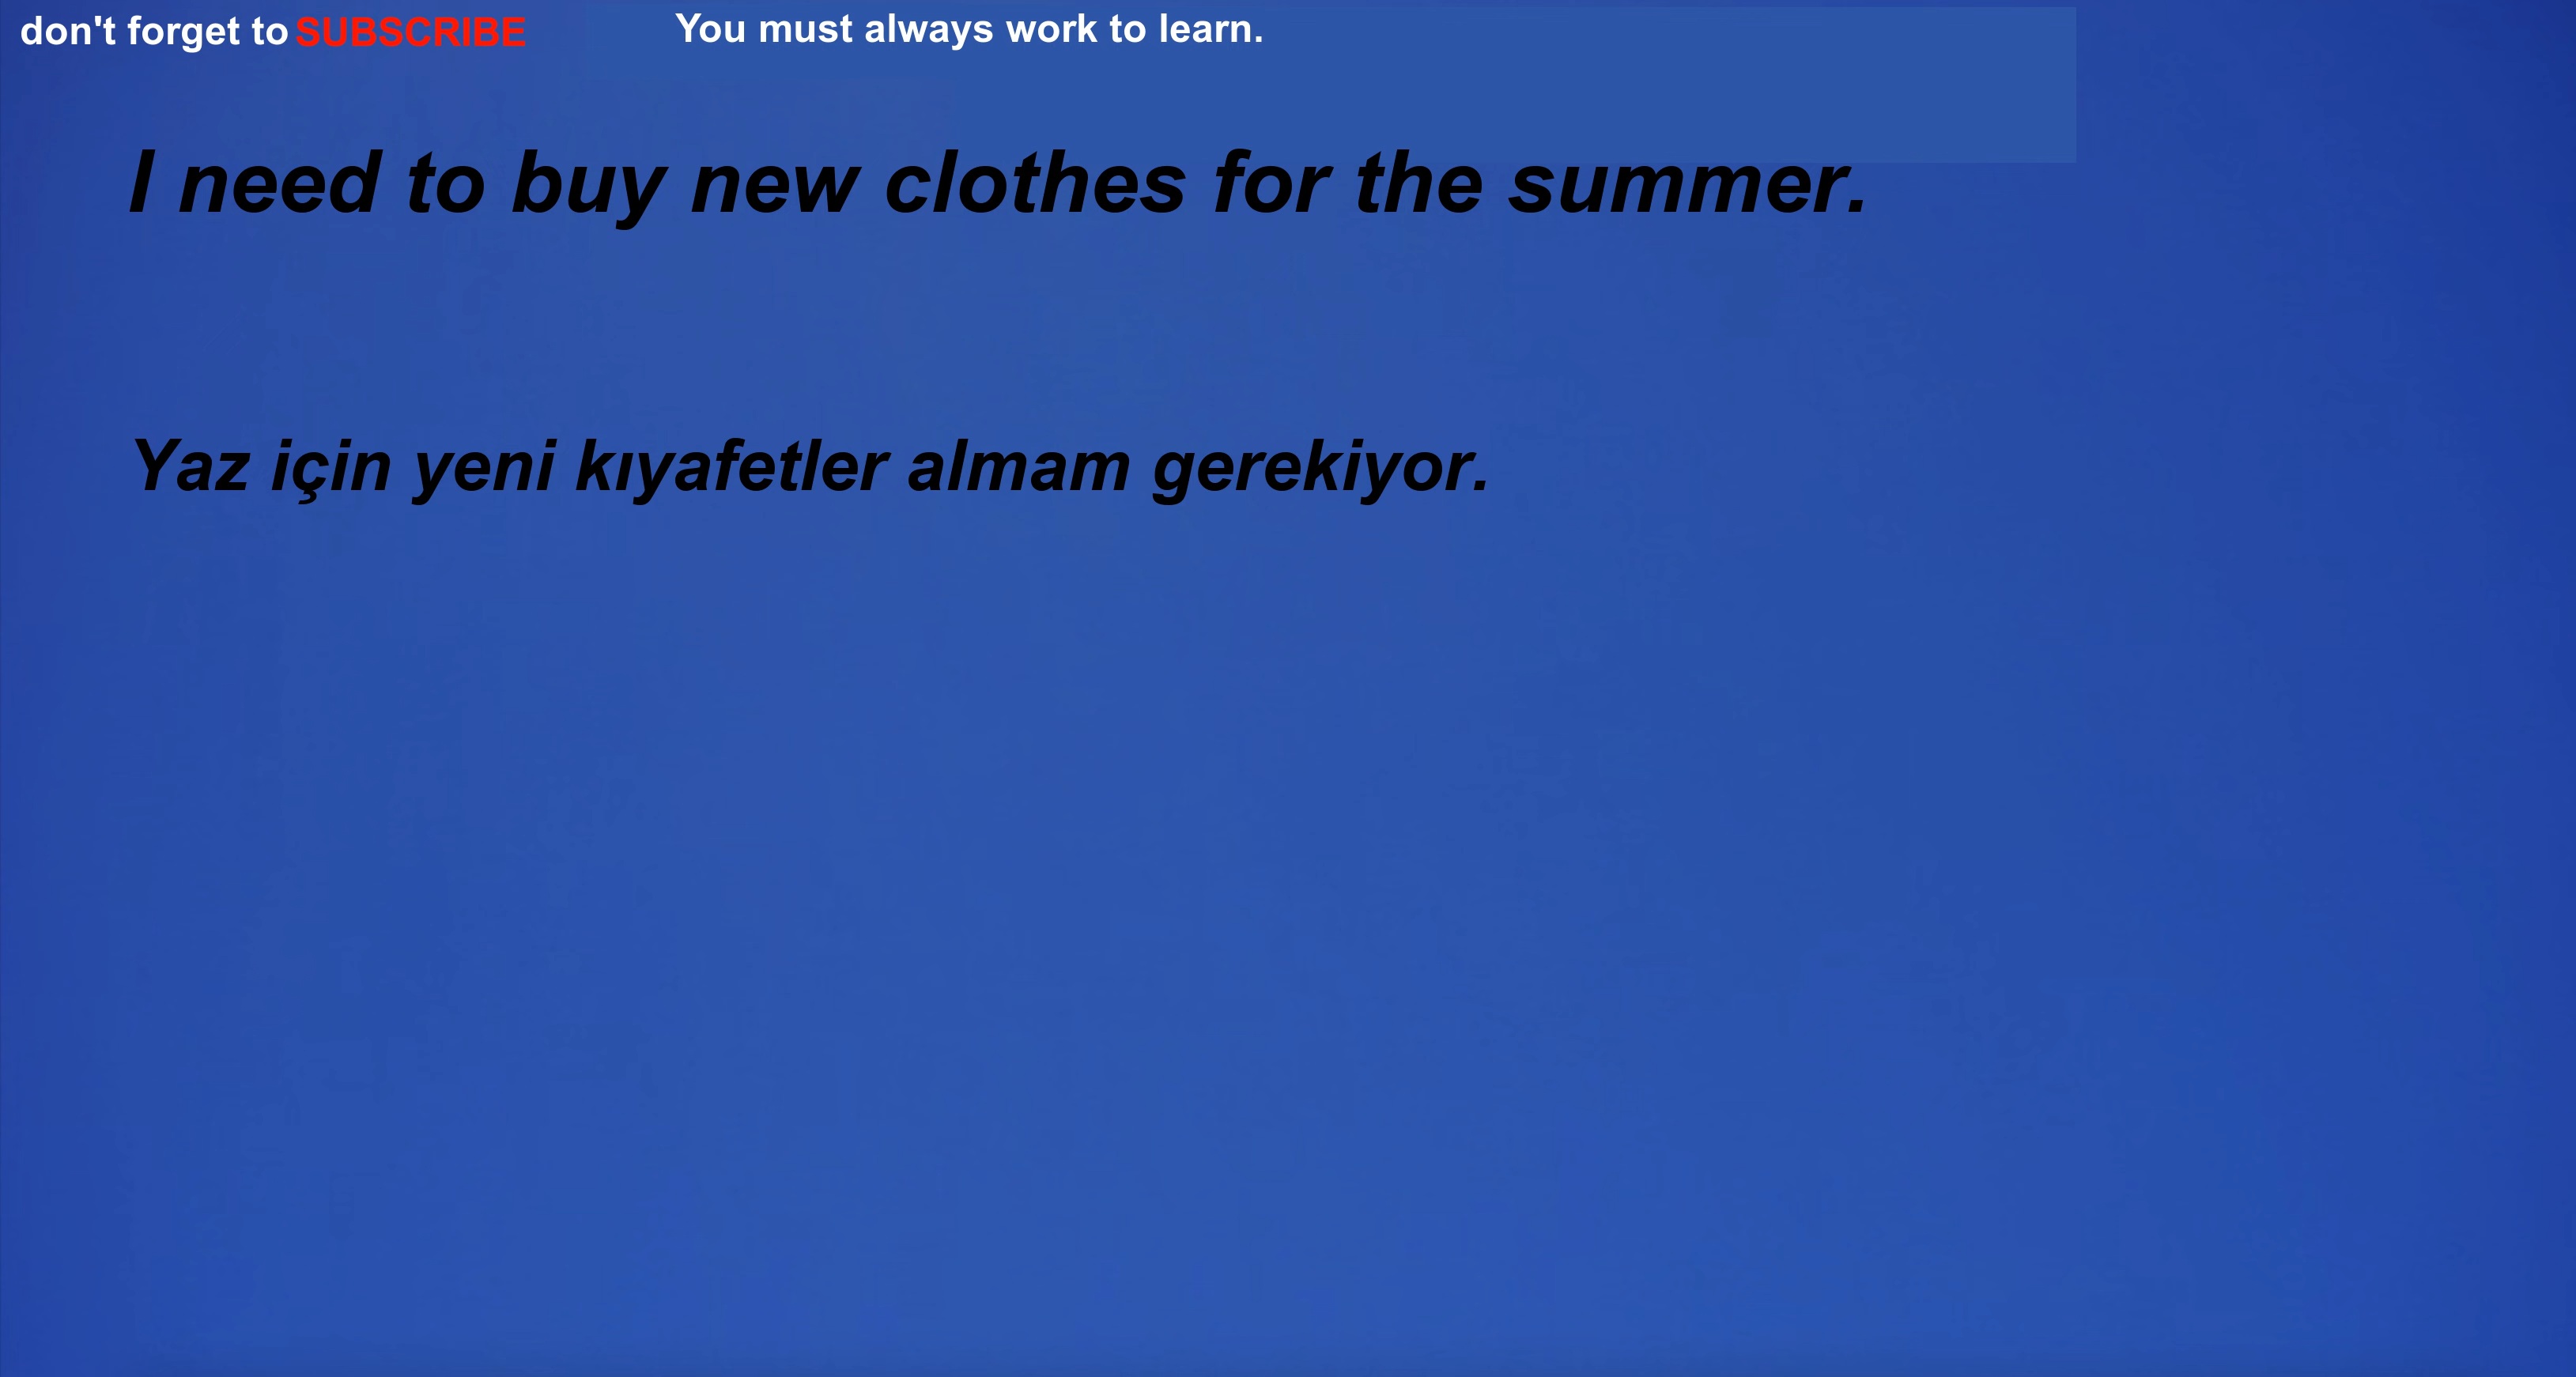 don't forget to SUBSCRIBE You must always work to learn.
I need to buy new clothes for the summer.
Yaz için yeni kıyafetler almam gerekiyor.